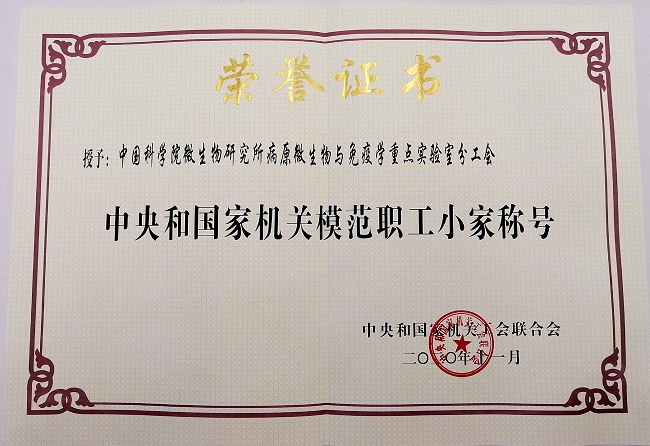 荣誉证书
授予：中国科学院微生物研究所病原微生物与免疫学重点实验室分工会
中央和国家机关模范职工小家称号
中央和国家机关工会联合会
二〇二〇年十一月